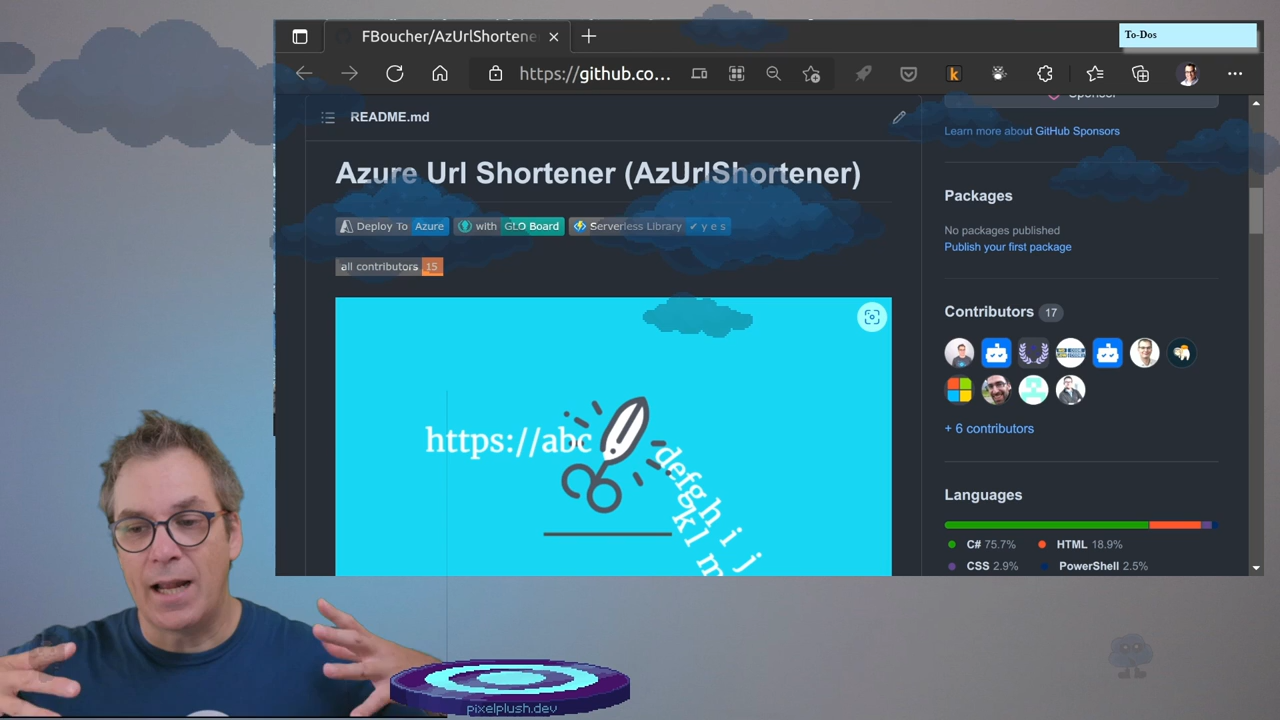 FBoucher/AzUrlShortene
To-Dos
https://github.co...
README.md
Sponsor
Learn more about GitHub Sponsors
Azure Url Shortener (AzUrlShortener)
Deploy To Azure
with GLO Board
Serverless Library ✓ y e s
all contributors 15
Packages
No packages published
Publish your first package
Contributors 17
+ 6 contributors
https://abc
defgh i j
kl m
Languages
C# 75.7%
HTML 18.9%
CSS 2.9%
PowerShell 2.5%
pixelplush.dev